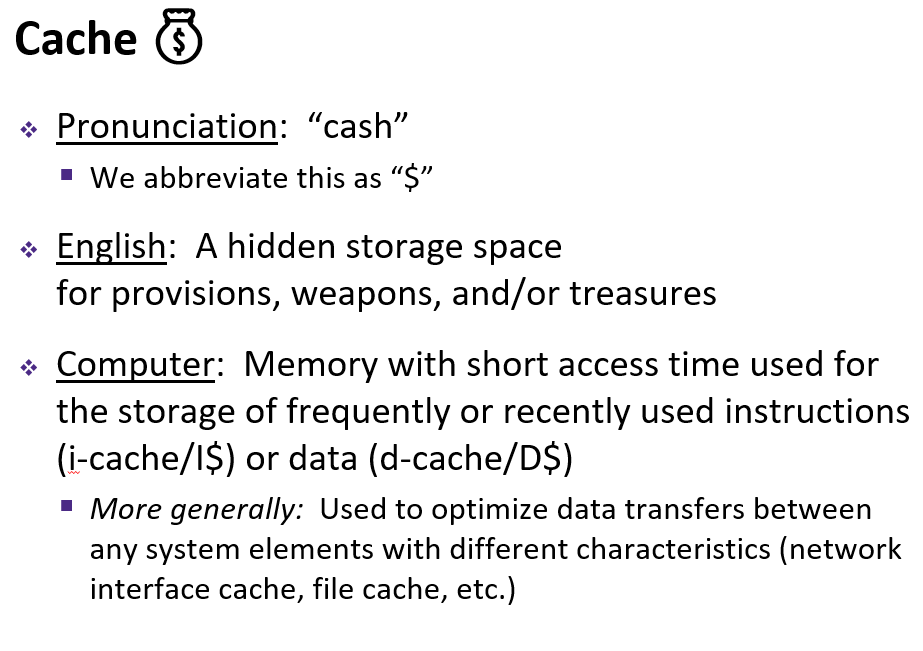 Cache $
Pronunciation: “cash”
We abbreviate this as “$”
English: A hidden storage space
for provisions, weapons, and/or treasures
Computer: Memory with short access time used for
the storage of frequently or recently used instructions
(i-cache/I$) or data (d-cache/D$)
More generally: Used to optimize data transfers between
any system elements with different characteristics (network
interface cache, file cache, etc.)